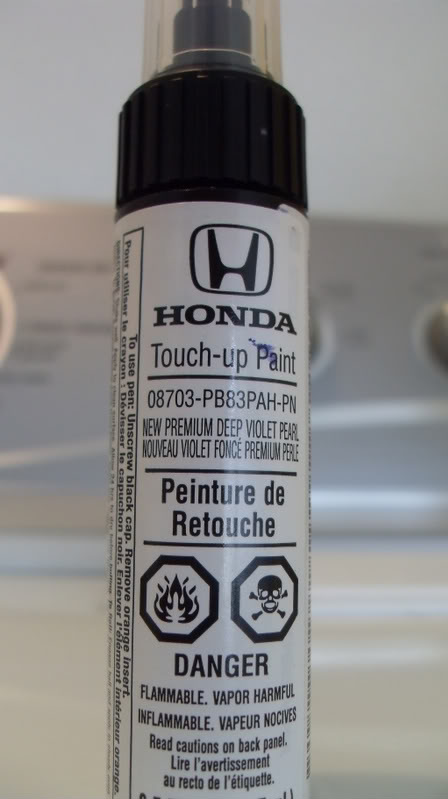 HONDA
Touch-up Paint
08703-PB83PAH-PN
NEW PREMIUM DEEP VIOLET PEARL
NOUVEAU VIOLET FONCÉ PREMIUM PERLÉ
Peinture de
Retouche
DANGER
FLAMMABLE. VAPOR HARMFUL
INFLAMMABLE. VAPEUR NOCIVES
Read cautions on back panel.
Lire l'avertissement
au recto de l'étiquette.
To use pen: Unscrew black cap. Remove orange insert.
Pour utiliser le crayon : Dévisser le capuchon noir. Enlever l'élément intérieur orange.